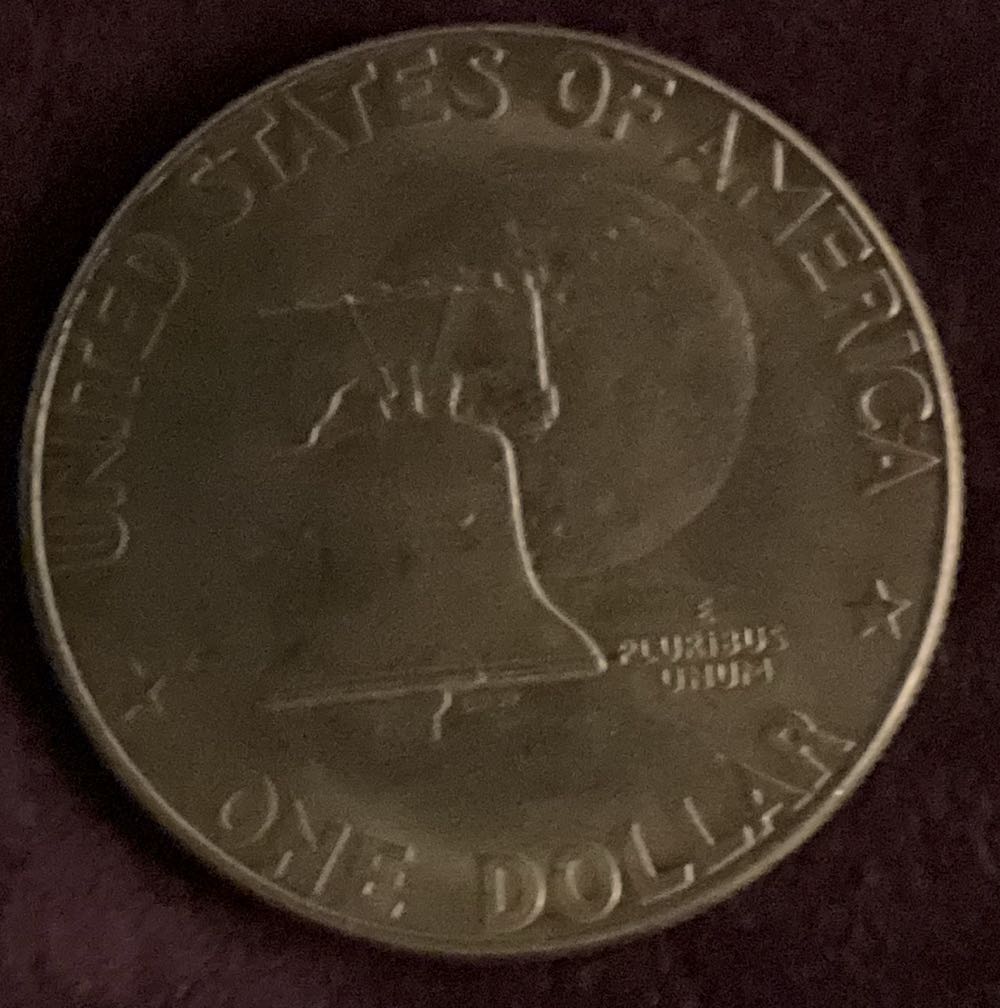 UNITED STATES OF AMERICA
E
PLURIBUS
UNUM
ONE DOLLAR